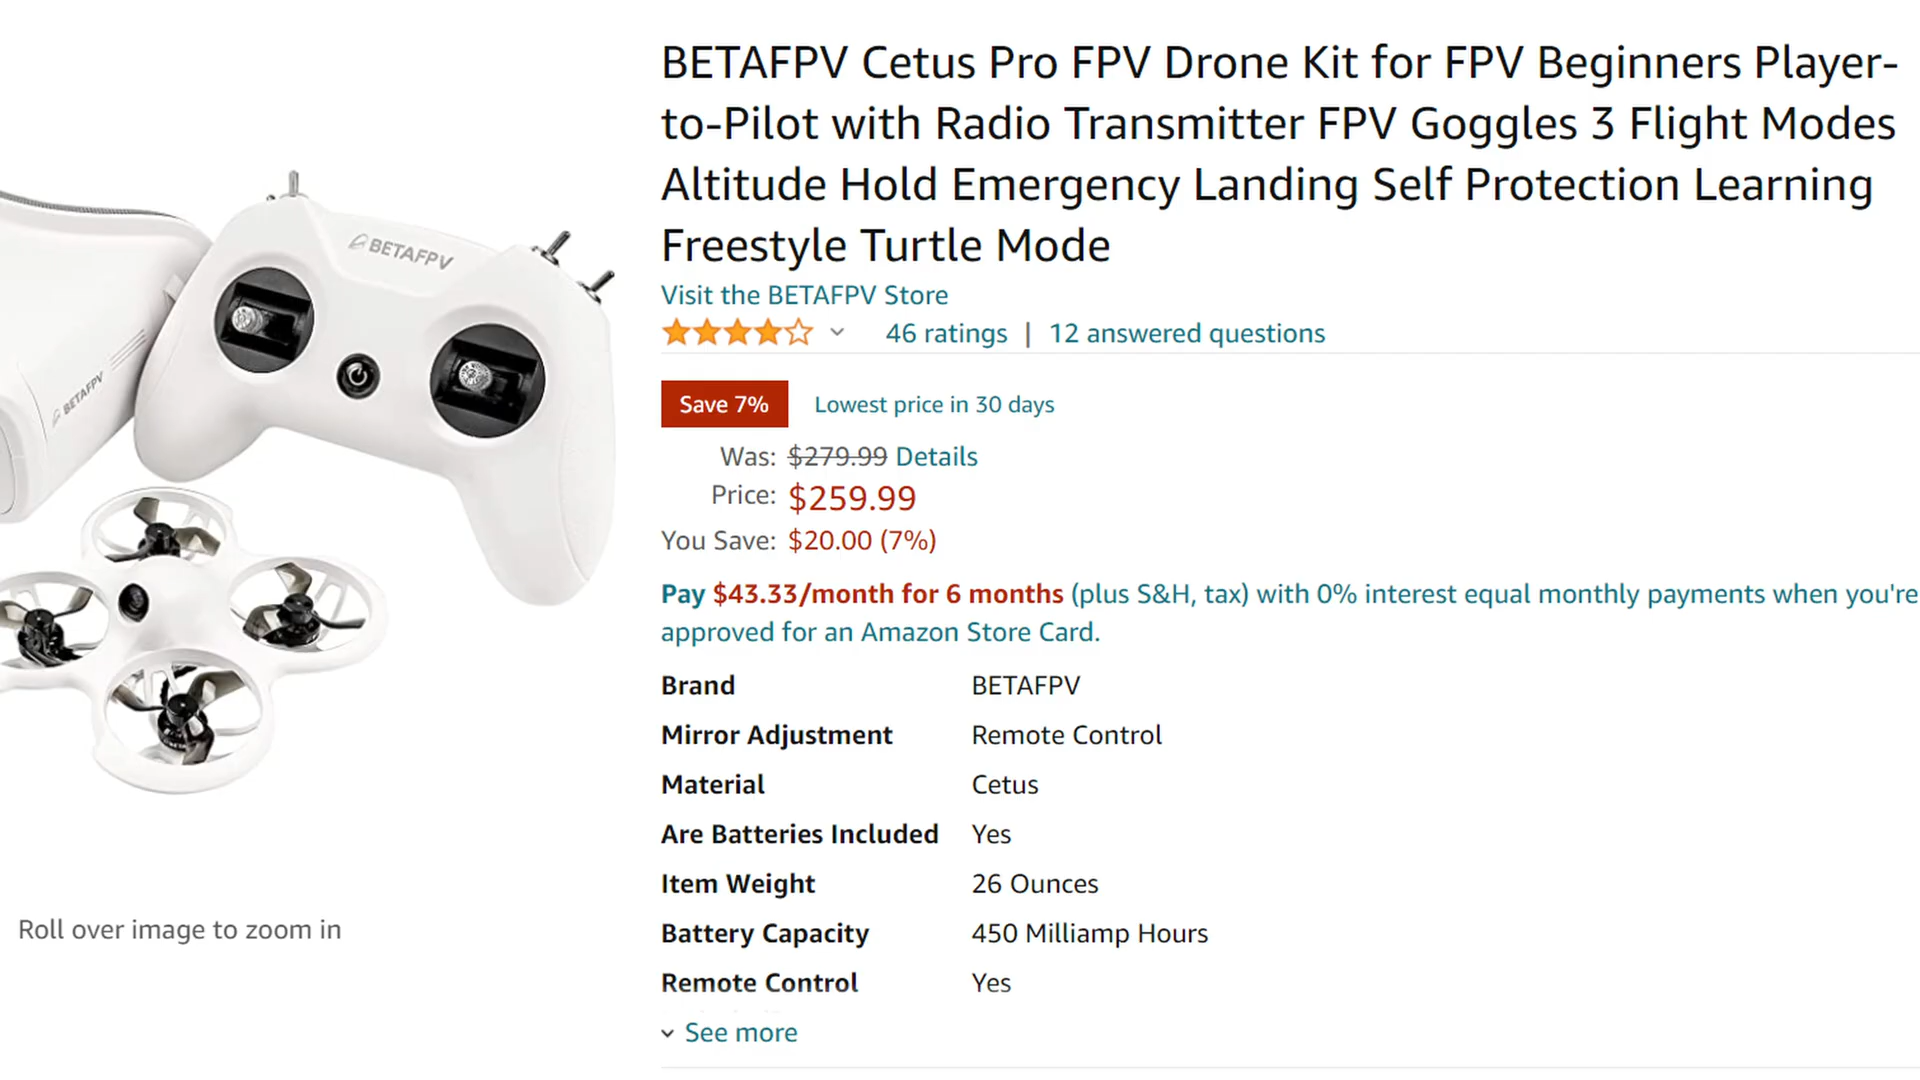 BETAFPV Cetus Pro FPV Drone Kit for FPV Beginners Player-
to-Pilot with Radio Transmitter FPV Goggles 3 Flight Modes
Altitude Hold Emergency Landing Self Protection Learning
Freestyle Turtle Mode
Visit the BETAFPV Store
46 ratings | 12 answered questions
Save 7% Lowest price in 30 days
Was: $279.99 Details
Price: $259.99
You Save: $20.00 (7%)
Pay $43.33/month for 6 months (plus S&H, tax) with 0% interest equal monthly payments when you're
approved for an Amazon Store Card.
Brand BETAFPV
Mirror Adjustment Remote Control
Material Cetus
Are Batteries Included Yes
Item Weight 26 Ounces
Battery Capacity 450 Milliamp Hours
Remote Control Yes
See more
BETAFPV
BETAFPV
Roll over image to zoom in